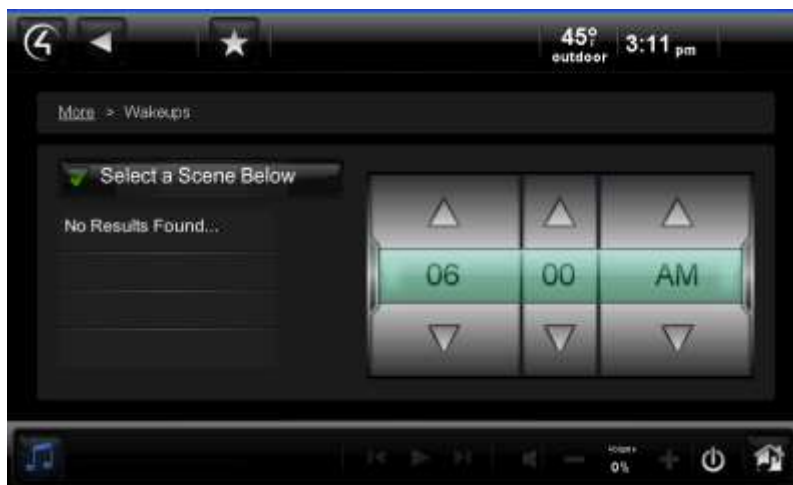 45° F
outdoor
3:11 pm
More > Wakeups
Select a Scene Below
No Results Found...
06 00 AM
0%